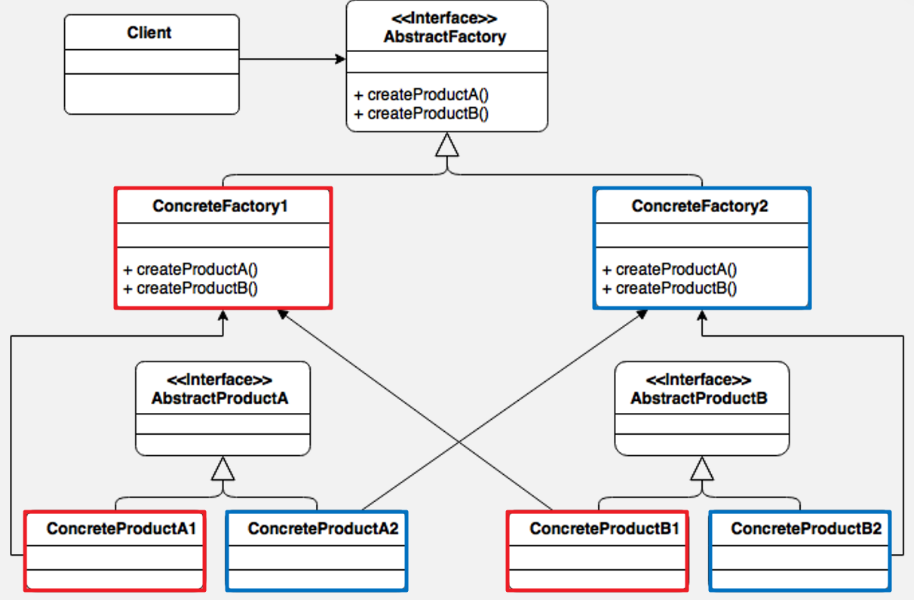 Client
<<Interface>>
AbstractFactory
+ createProductA()
+ createProductB()
ConcreteFactory1
+ createProductA()
+ createProductB()
ConcreteFactory2
+ createProductA()
+ createProductB()
<<Interface>>
AbstractProductA
<<Interface>>
AbstractProductB
ConcreteProductA1
ConcreteProductA2
ConcreteProductB1
ConcreteProductB2